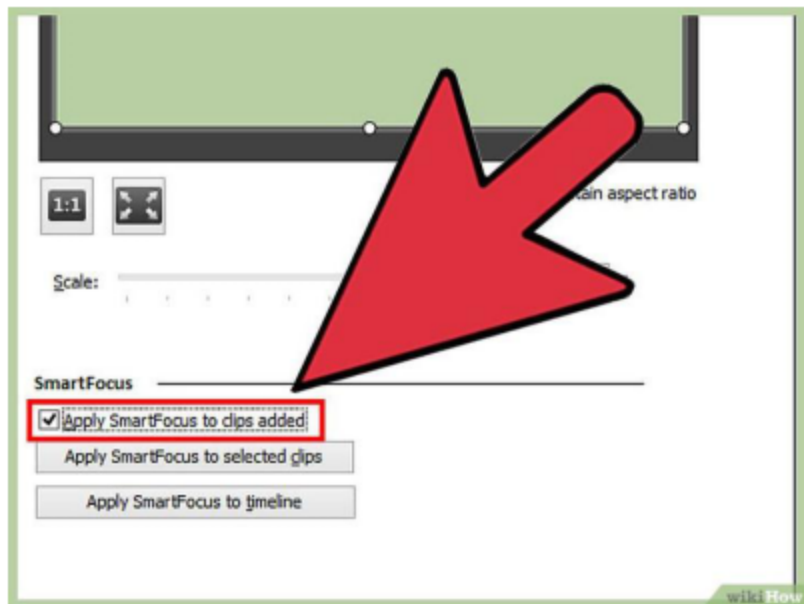 1:1
tain aspect ratio
Scale:
SmartFocus
Apply SmartFocus to clips added
Apply SmartFocus to selected clips
Apply SmartFocus to timeline
wikiHow